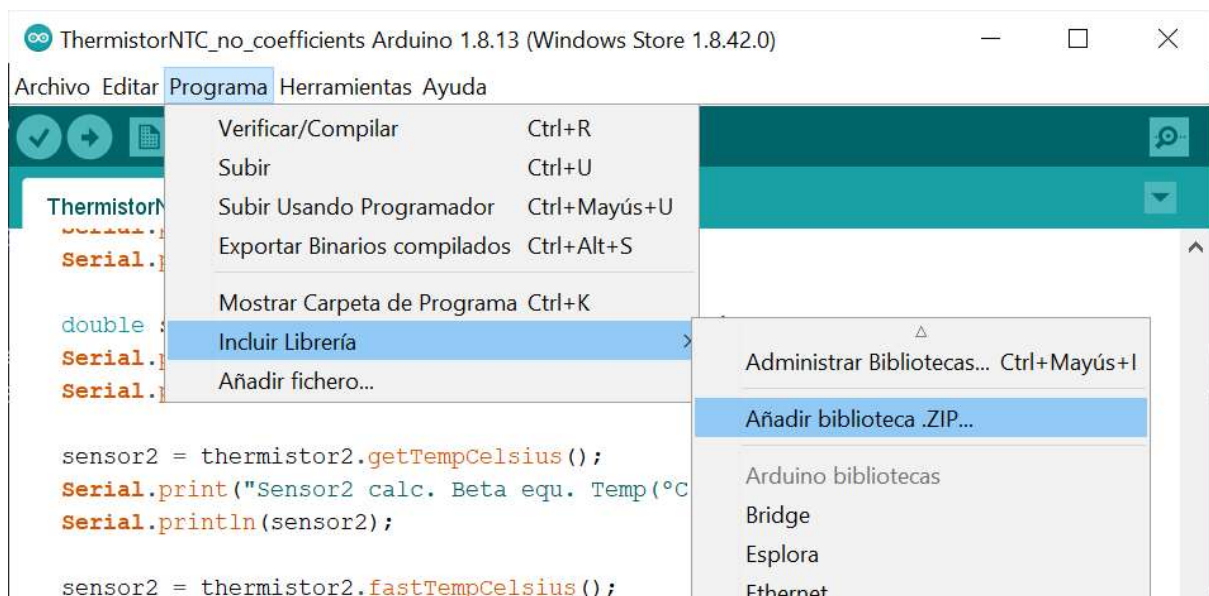 ThermistorNTC_no_coefficients Arduino 1.8.13 (Windows Store 1.8.42.0)
Archivo Editar Programa Herramientas Ayuda
Verificar/Compilar Ctrl+R
Subir Ctrl+U
Subir Usando Programador Ctrl+Mayús+U
Exportar Binarios compilados Ctrl+Alt+S
Mostrar Carpeta de Programa Ctrl+K
Incluir Librería
Añadir fichero...
Administrar Bibliotecas... Ctrl+Mayús+I
Añadir biblioteca .ZIP...
Arduino bibliotecas
Bridge
Esplora
Ethernet
Serial.
double
Serial.
Serial.
sensor2 = thermistor2.getTempCelsius();
Serial.print("Sensor2 calc. Beta equ. Temp(ºC
Serial.println(sensor2);
sensor2 = thermistor2.fastTempCelsius();